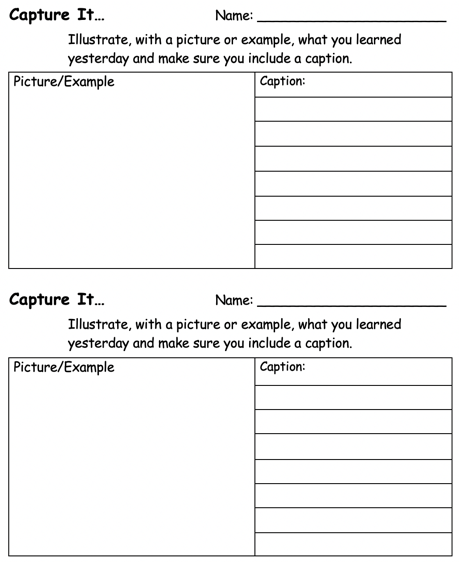 Capture It… Name: ___________________________
Illustrate, with a picture or example, what you learned
yesterday and make sure you include a caption.
Picture/Example Caption:
Capture It… Name: ___________________________
Illustrate, with a picture or example, what you learned
yesterday and make sure you include a caption.
Picture/Example Caption: